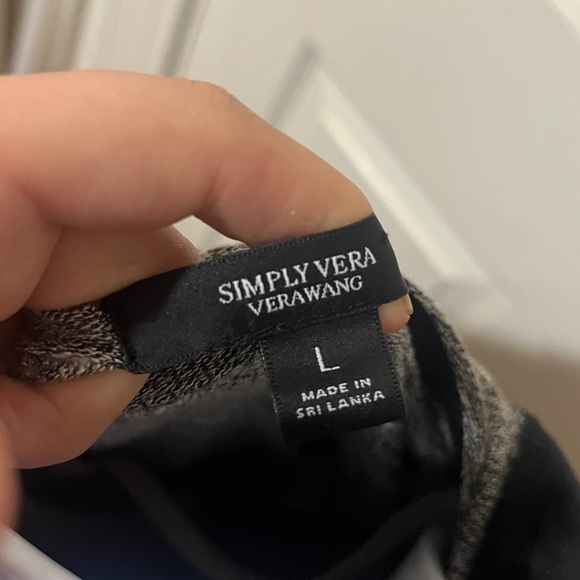 SIMPLY VERA
VERAWANG
L
MADE IN
SRI LANKA